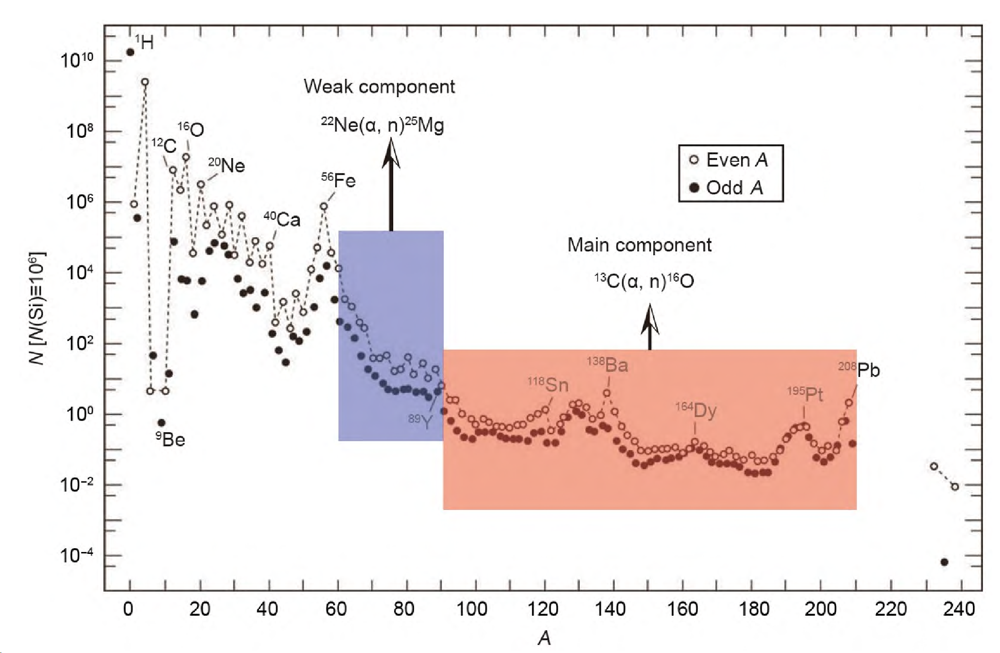 ¹H
10¹⁰
Weak component
²²Ne(α, n)²⁵Mg
10⁸
¹⁶O
¹²C
²⁰Ne
⁵⁶Fe
Even A
Odd A
10⁶
⁴⁰Ca
Main component
¹³C(α, n)¹⁶O
10⁴
N [N(Si)≡10⁶]
10²
¹³⁸Ba
²⁰⁸Pb
¹¹⁸Sn
¹⁹⁵Pt
10⁰
⁸⁹Y
¹⁶⁴Dy
⁹Be
10⁻²
10⁻⁴
0 20 40 60 80 100 120 140 160 180 200 220 240
A